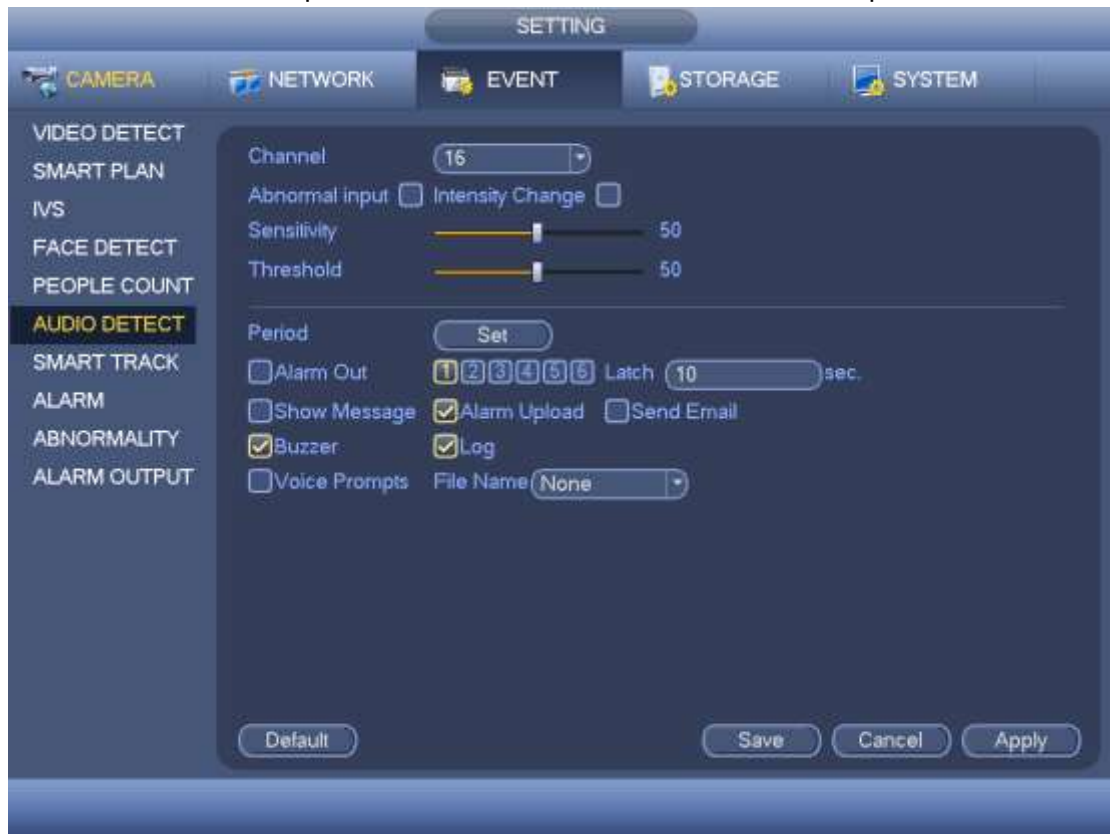 SETTING
CAMERA NETWORK EVENT STORAGE SYSTEM
VIDEO DETECT
SMART PLAN
IVS
FACE DETECT
PEOPLE COUNT
AUDIO DETECT
SMART TRACK
ALARM
ABNORMALITY
ALARM OUTPUT
Channel 16
Abnormal input Intensity Change
Sensitivity 50
Threshold 50
Period Set
Alarm Out 1 2 3 4 5 6 Latch 10 sec.
Show Message Alarm Upload Send Email
Buzzer Log
Voice Prompts File Name None
Default Save Cancel Apply